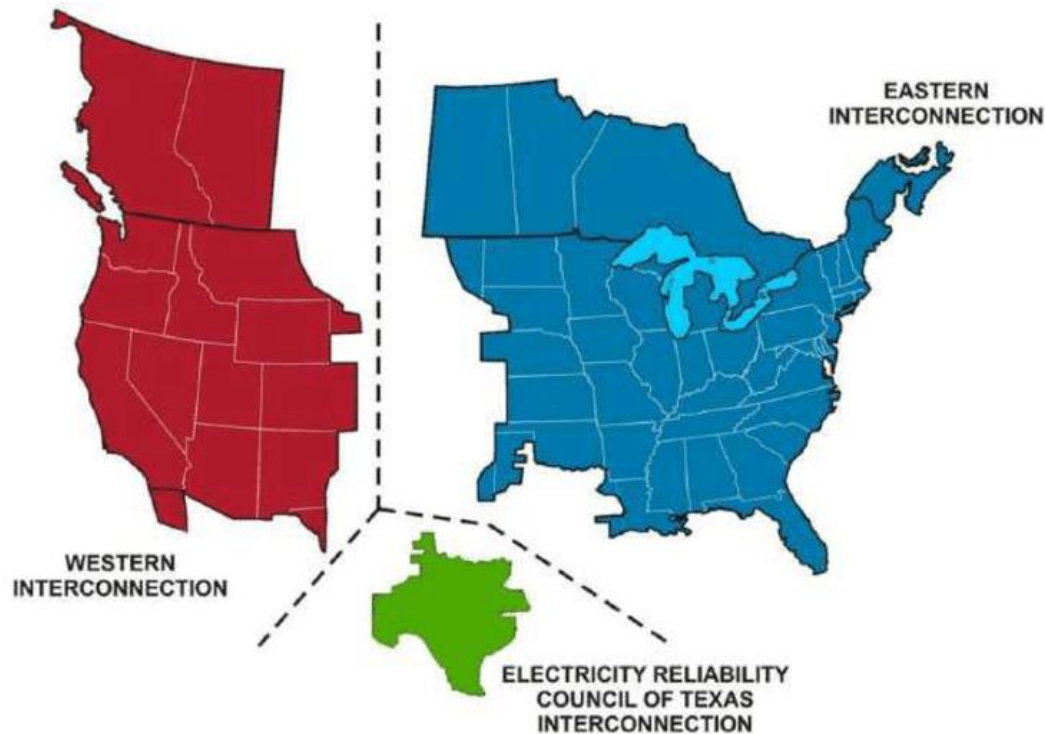 EASTERN
INTERCONNECTION
WESTERN
INTERCONNECTION
ELECTRICITY RELIABILITY
COUNCIL OF TEXAS
INTERCONNECTION